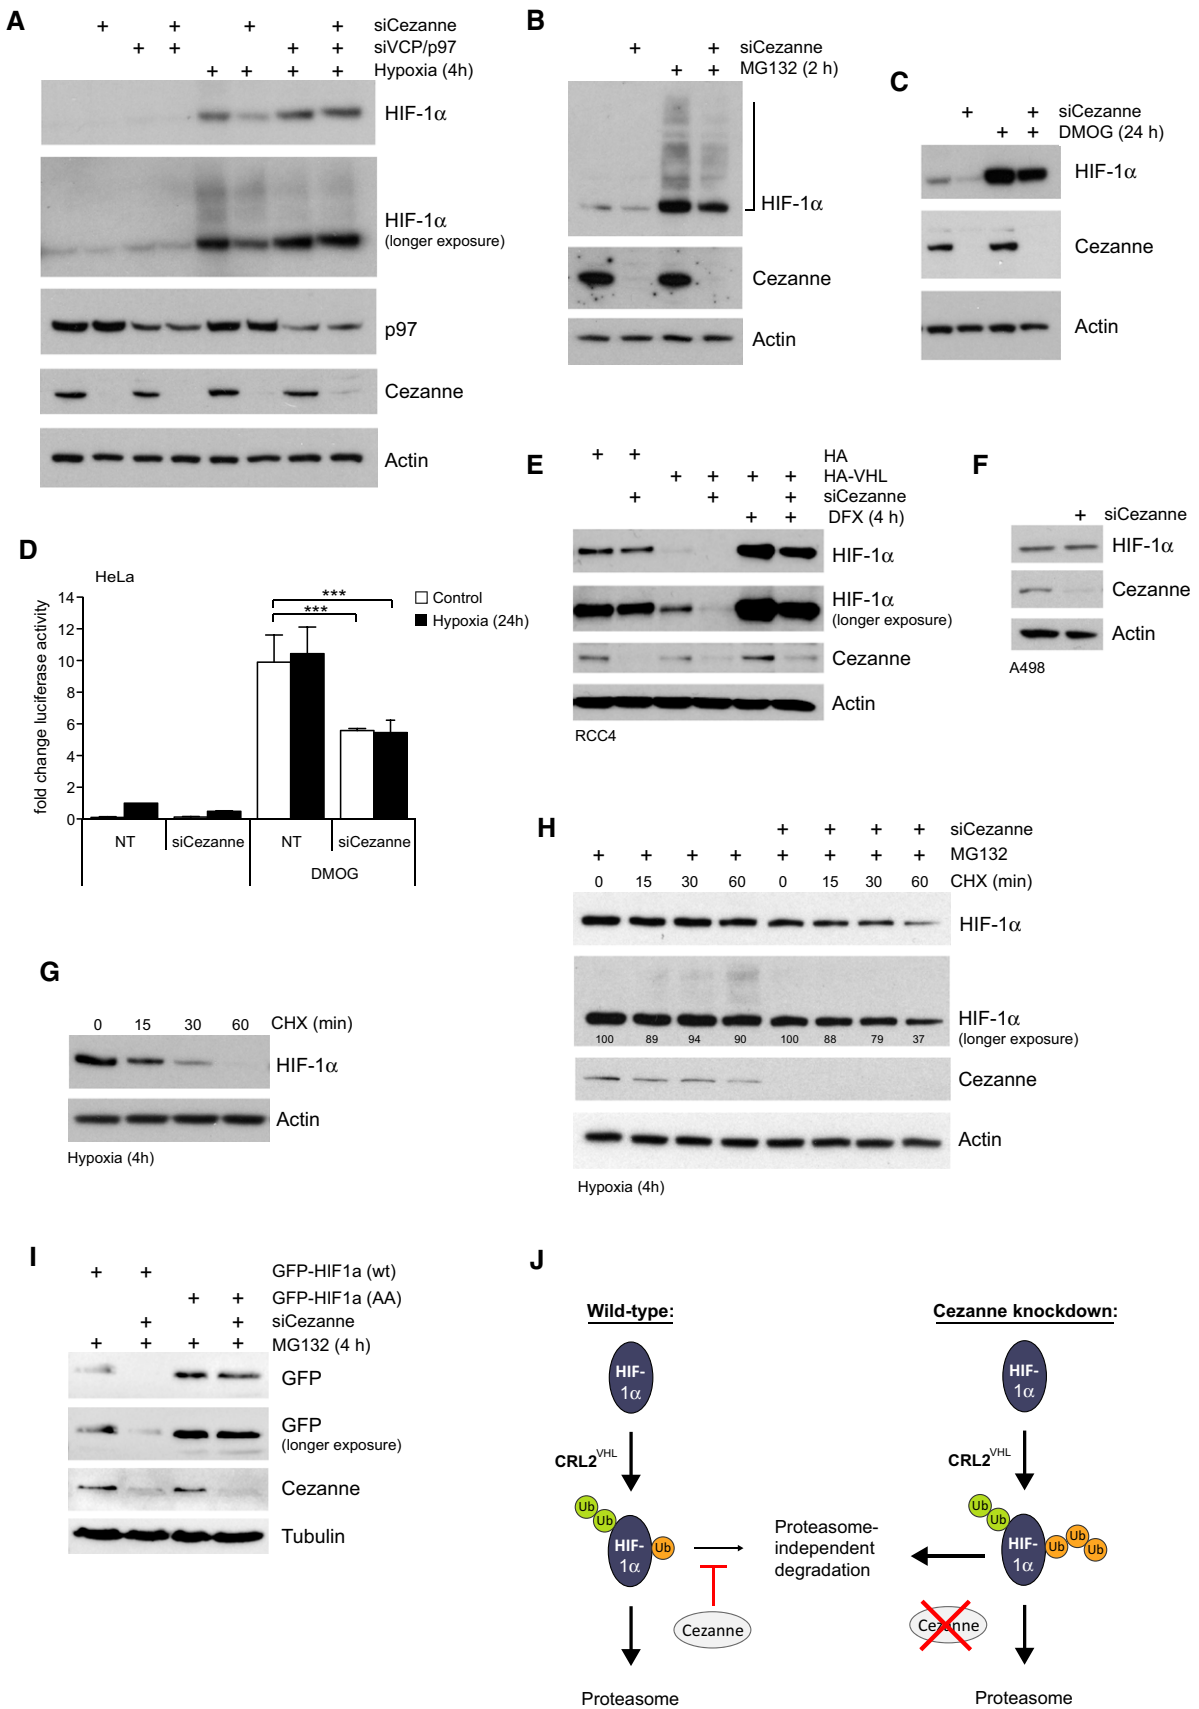 A
+ + + + siCezanne
+ + + + siVCP/p97
+ + + + Hypoxia (4h)
HIF-1α
HIF-1α
(longer exposure)
p97
Cezanne
Actin
B
+ + siCezanne
+ + MG132 (2 h)
HIF-1α
Cezanne
Actin
C
+ + siCezanne
+ + DMOG (24 h)
HIF-1α
Cezanne
Actin
D
HeLa
fold change luciferase activity
14
12
10
8
6
4
2
0
***
***
Control
Hypoxia (24h)
NT siCezanne NT siCezanne
DMOG
E
+ + HA
+ + + + HA-VHL
+ + + siCezanne
+ + DFX (4 h)
HIF-1α
HIF-1α
(longer exposure)
Cezanne
Actin
RCC4
F
+ siCezanne
HIF-1α
Cezanne
Actin
A498
G
0 15 30 60 CHX (min)
HIF-1α
Actin
Hypoxia (4h)
H
+ + + + siCezanne
+ + + + + + + + MG132
0 15 30 60 0 15 30 60 CHX (min)
HIF-1α
HIF-1α
(longer exposure)
100 89 94 90 100 88 79 37
Cezanne
Actin
Hypoxia (4h)
I
+ + GFP-HIF1a (wt)
+ + GFP-HIF1a (AA)
+ + siCezanne
+ + + + MG132 (4 h)
GFP
GFP
(longer exposure)
Cezanne
Tubulin
J
Wild-type:
HIF-
1α
CRL2VHL
Ub
Ub
HIF-
1α
Ub
Cezanne
Proteasome
Proteasome-
independent
degradation
Cezanne knockdown:
HIF-
1α
CRL2VHL
Ub
Ub
HIF-
1α
Ub
Ub
Ub
Cezanne
Proteasome